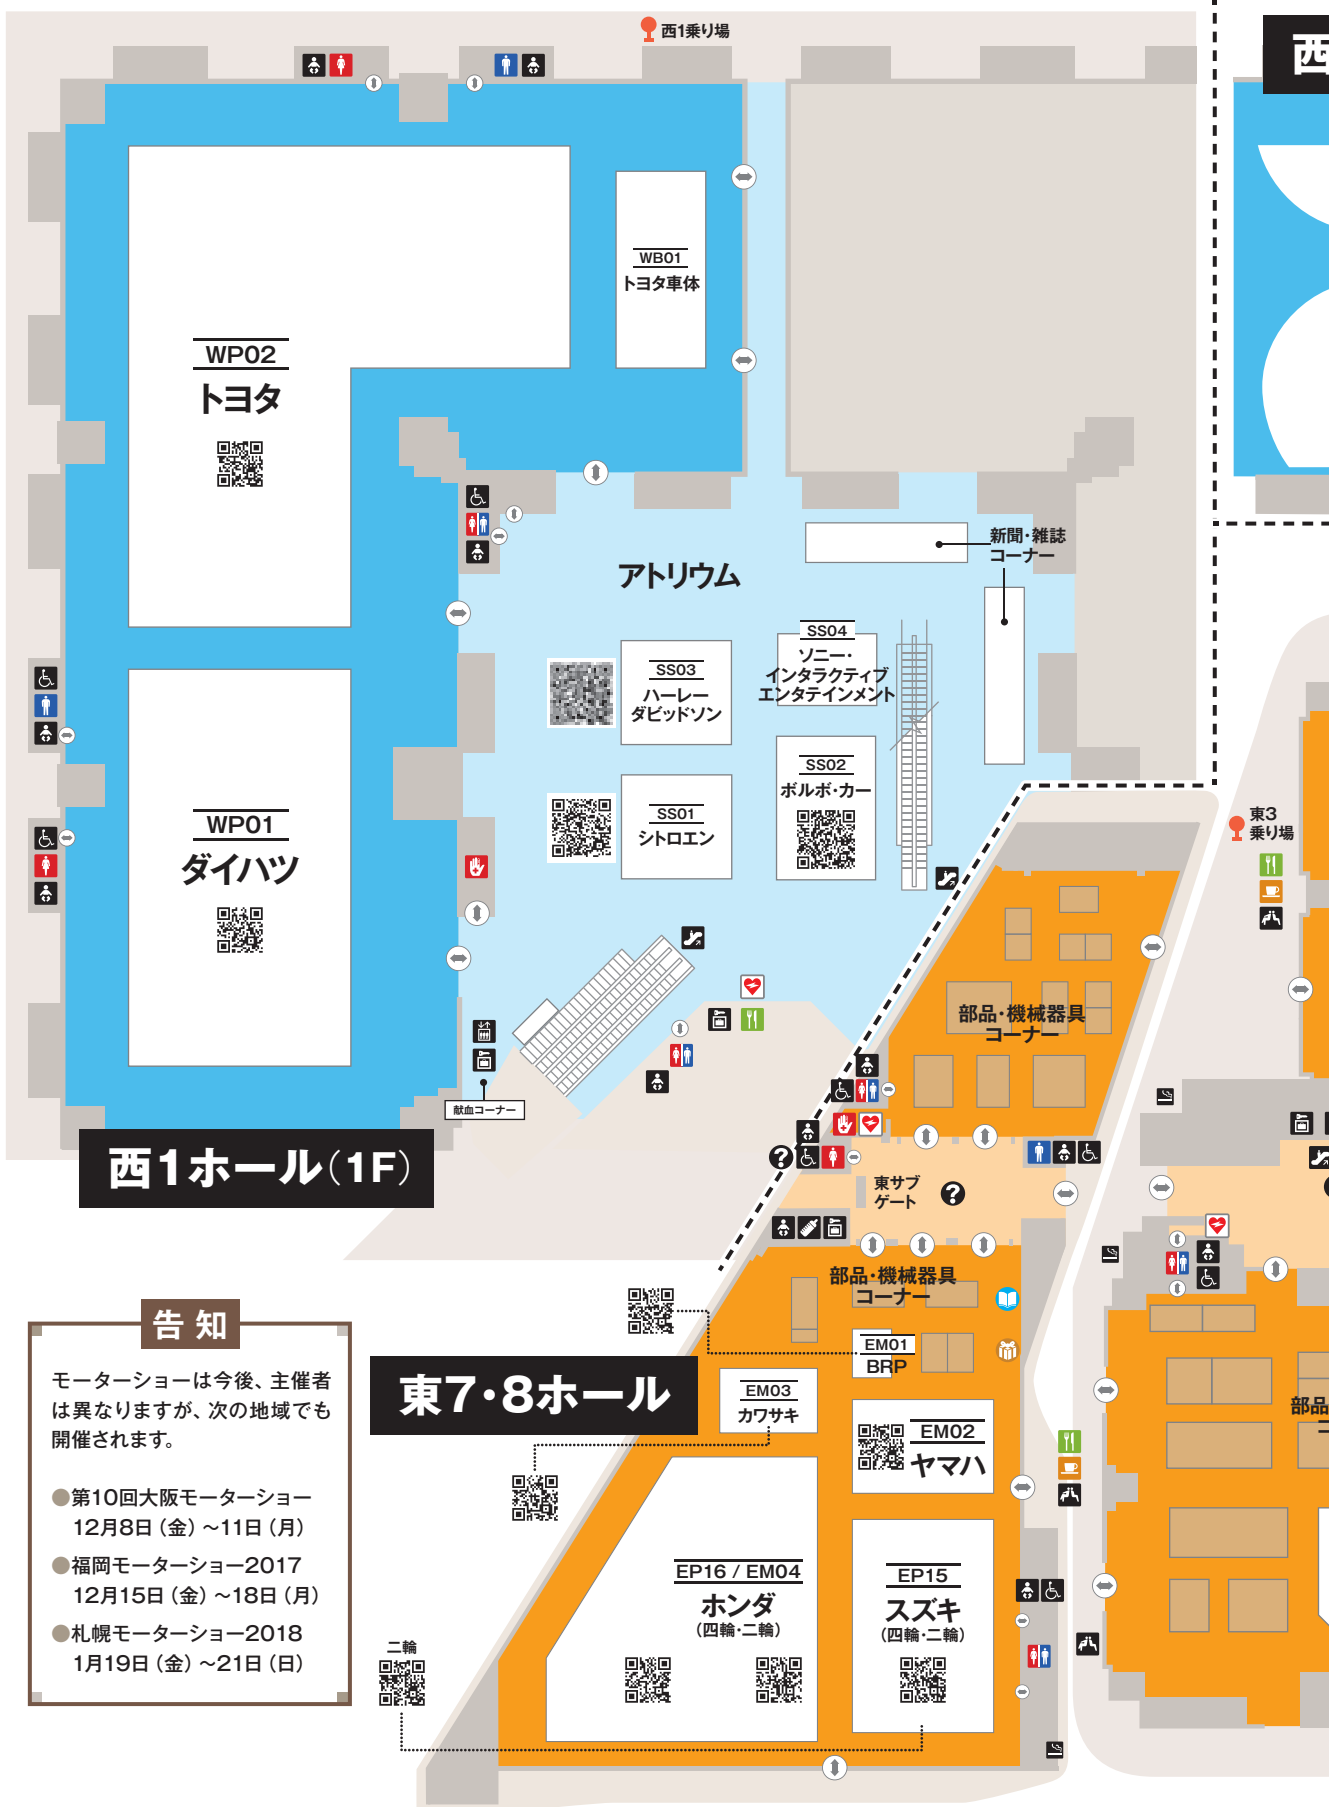 西1乗り場
西
WB01
トヨタ車体
WP02
トヨタ
新聞・雑誌
コーナー
アトリウム
SS04
ソニー・
インタラクティブ
エンタテインメント
SS03
ハーレー
ダビッドソン
SS02
ボルボ・カー
SS01
シトロエン
WP01
ダイハツ
東3
乗り場
部品・機械器具
コーナー
献血コーナー
西1ホール(1F)
?
東サブ
ゲート
?
部品・機械器具
コーナー
EM01
BRP
東7・8ホール
EM03
カワサキ
EM02
ヤマハ
部品
EP16 / EM04
ホンダ
(四輪・二輪)
EP15
スズキ
(四輪・二輪)
二輪
告知
モーターショーは今後、主催者
は異なりますが、次の地域でも
開催されます。
●第10回大阪モーターショー
12月8日(金)～11日(月)
●福岡モーターショー2017
12月15日(金)～18日(月)
●札幌モーターショー2018
1月19日(金)～21日(日)